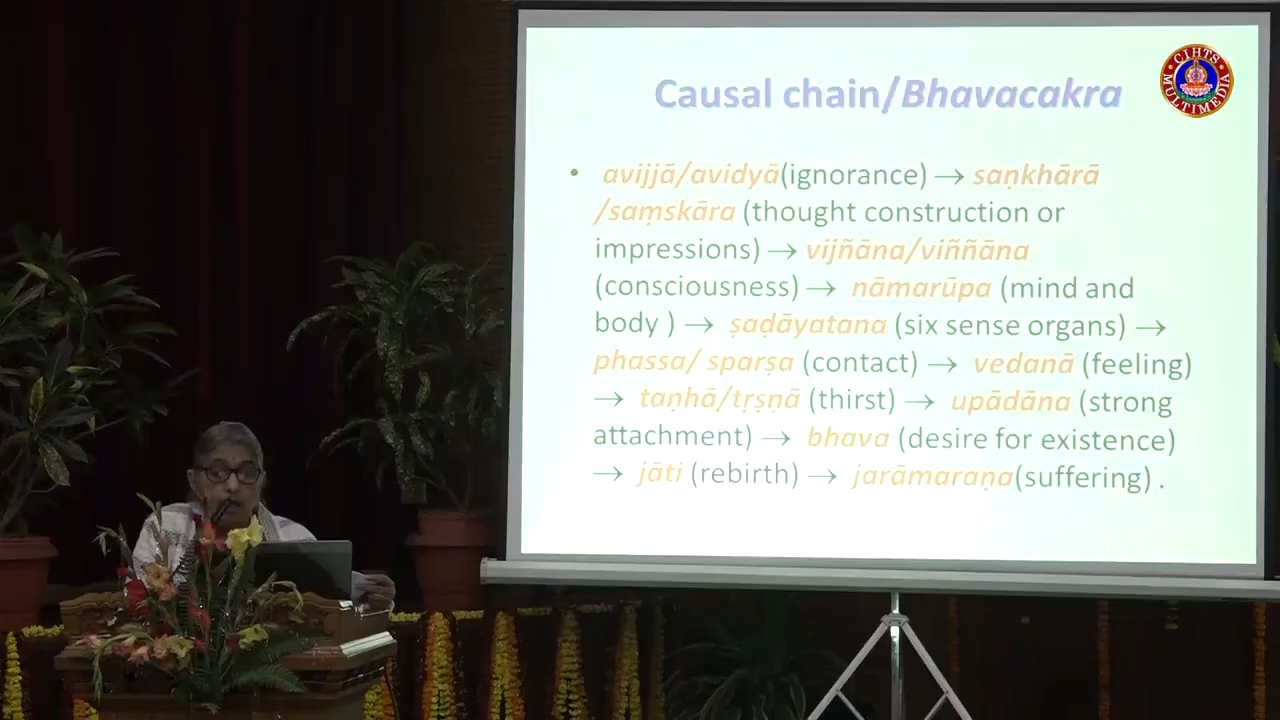 Causal chain/Bhavacakra
CIHTS
MULTIMEDIA
• avijjā/avidyā(ignorance) → saṇkhārā
/saṃskāra (thought construction or
impressions) → vijñāna/viññāna
(consciousness) → nāmarūpa (mind and
body ) → ṣaḍāyatana (six sense organs) →
phassa/ sparṣa (contact) → vedanā (feeling)
→ taṇhā/tṛṣṇā (thirst) → upādāna (strong
attachment) → bhava (desire for existence)
→ jāti (rebirth) → jarāmaraṇa(suffering) .